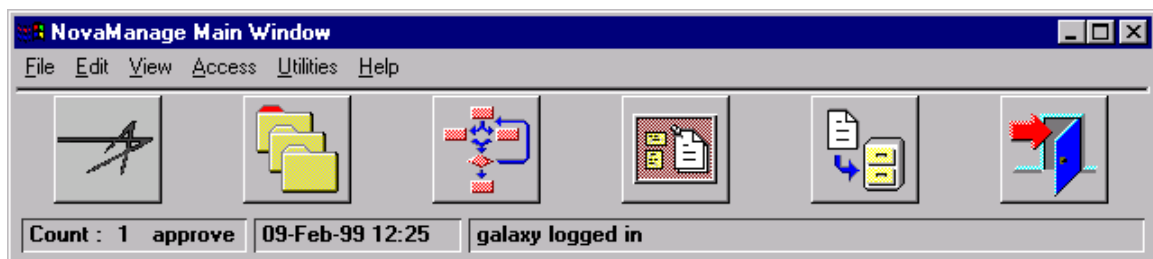 NovaManage Main Window
File Edit View Access Utilities Help
Count : 1 approve 09-Feb-99 12:25 galaxy logged in